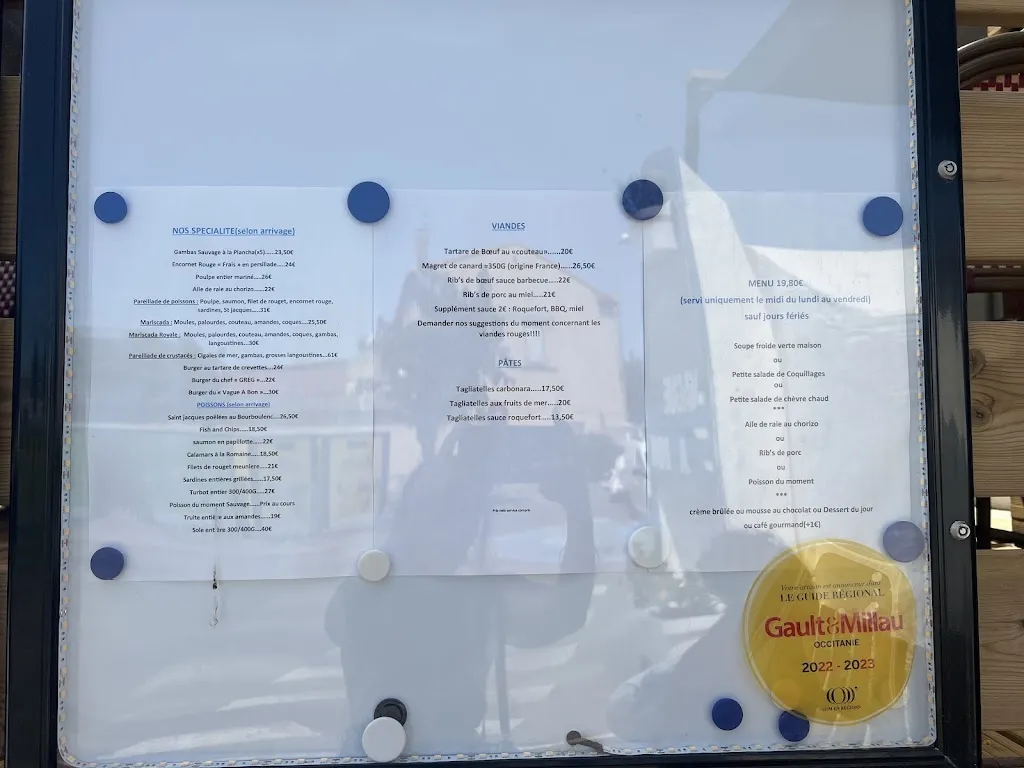 NOS SPECIALITE(selon arrivage)
Gambas Sauvage à la Plancha(x5)......23,50€
Encornet Rouge « Frais » en persillade....24€
Poulpe entier mariné....26€
Aile de raie au chorizo.....22€
Pareillade de poissons : Poulpe, saumon, filet de rouget, encornet rouge,
sardines, St jacques.....31€
Mariscada : Moules, palourdes, couteau, amandes, coques....25,50€
Mariscada Royale : Moules, palourdes, couteau, amandes, coques, gambas,
langoustines...30€
Pareillade de crustacés : Cigales de mer, gambas, grosses langoustines...61€
Burger au tartare de crevettes....26€
Burger du chef « GREG »....22€
Burger du « Vague A Bon »....30€
POISSONS (selon arrivage)
Saint Jacques poêlées au Bourboulenc....26,50€
Fish and Chips.....18,50€
saumon en papillotte.....22€
Calamars à la Romaine.....18,50€
Filets de rouget meuniere....21€
Sardines entières grillées.....17,50€
Turbot entier 300/400G....27€
Poisson du moment Sauvage.....Prix au cours
Truite entière aux amandes.....19€
Sole entière 300/400G....40€
VIANDES
Tartare de Bœuf au «couteau»......20€
Magret de canard ≈350G (origine France).....26,50€
Rib's de bœuf sauce barbecue.....22€
Rib's de porc au miel....21€
Supplément sauce 2€ : Roquefort, BBQ, miel
Demander nos suggestions du moment concernant les
viandes rouges!!!!
PÂTES
Tagliatelles carbonara.....17,50€
Tagliatelles aux fruits de mer....20€
Tagliatelles sauce roquefort.....13,50€
Prix nets service compris
MENU 19,80€
(servi uniquement le midi du lundi au vendredi)
sauf jours fériés
Soupe froide verte maison
ou
Petite salade de Coquillages
ou
Petite salade de chèvre chaud
***
Aile de raie au chorizo
ou
Rib's de porc
ou
Poisson du moment
***
crème brûlée ou mousse au chocolat ou Dessert du jour
ou café gourmand(+1€)
Votre artisan est annonceur dans
LE GUIDE RÉGIONAL
Gault&Millau
OCCITANIE
2022 - 2023